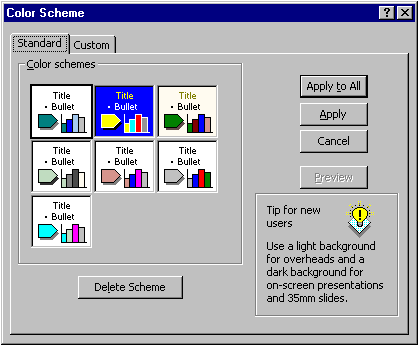 Color Scheme
Standard
Custom
Color schemes
Title
• Bullet
Title
• Bullet
Title
• Bullet
Title
• Bullet
Title
• Bullet
Title
• Bullet
Title
• Bullet
Delete Scheme
Apply to All
Apply
Cancel
Preview
Tip for new
users
Use a light background
for overheads and a
dark background for
on-screen presentations
and 35mm slides.